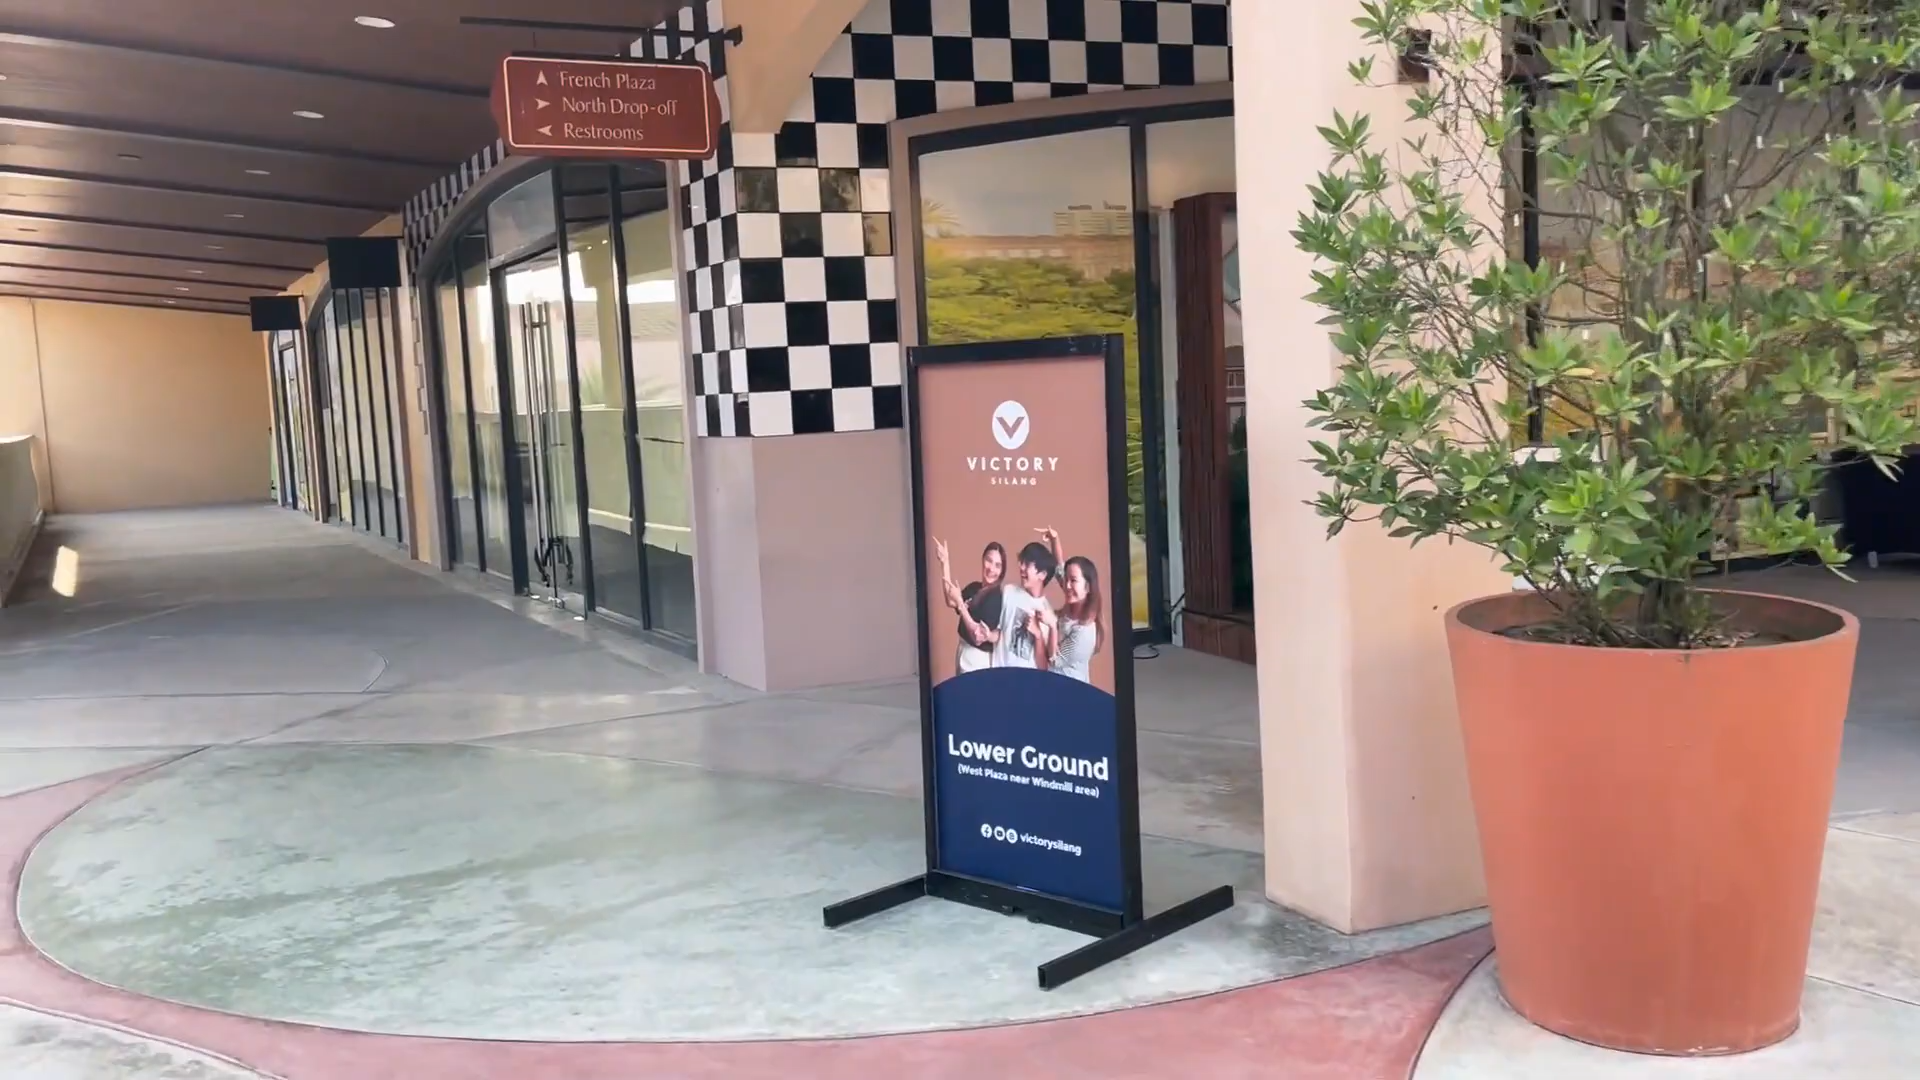 French Plaza
North Drop-off
Restrooms
VICTORY
SILANG
Lower Ground
(West Plaza near Windmill area)
victorysilang